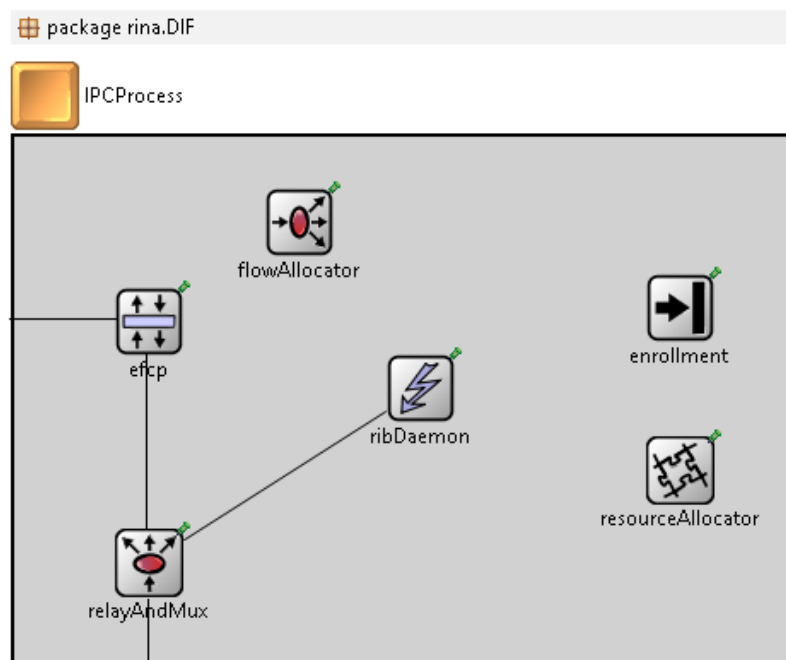 package rina.DIF
IPCProcess
flowAllocator
efcp
enrollment
ribDaemon
resourceAllocator
relayAndMux